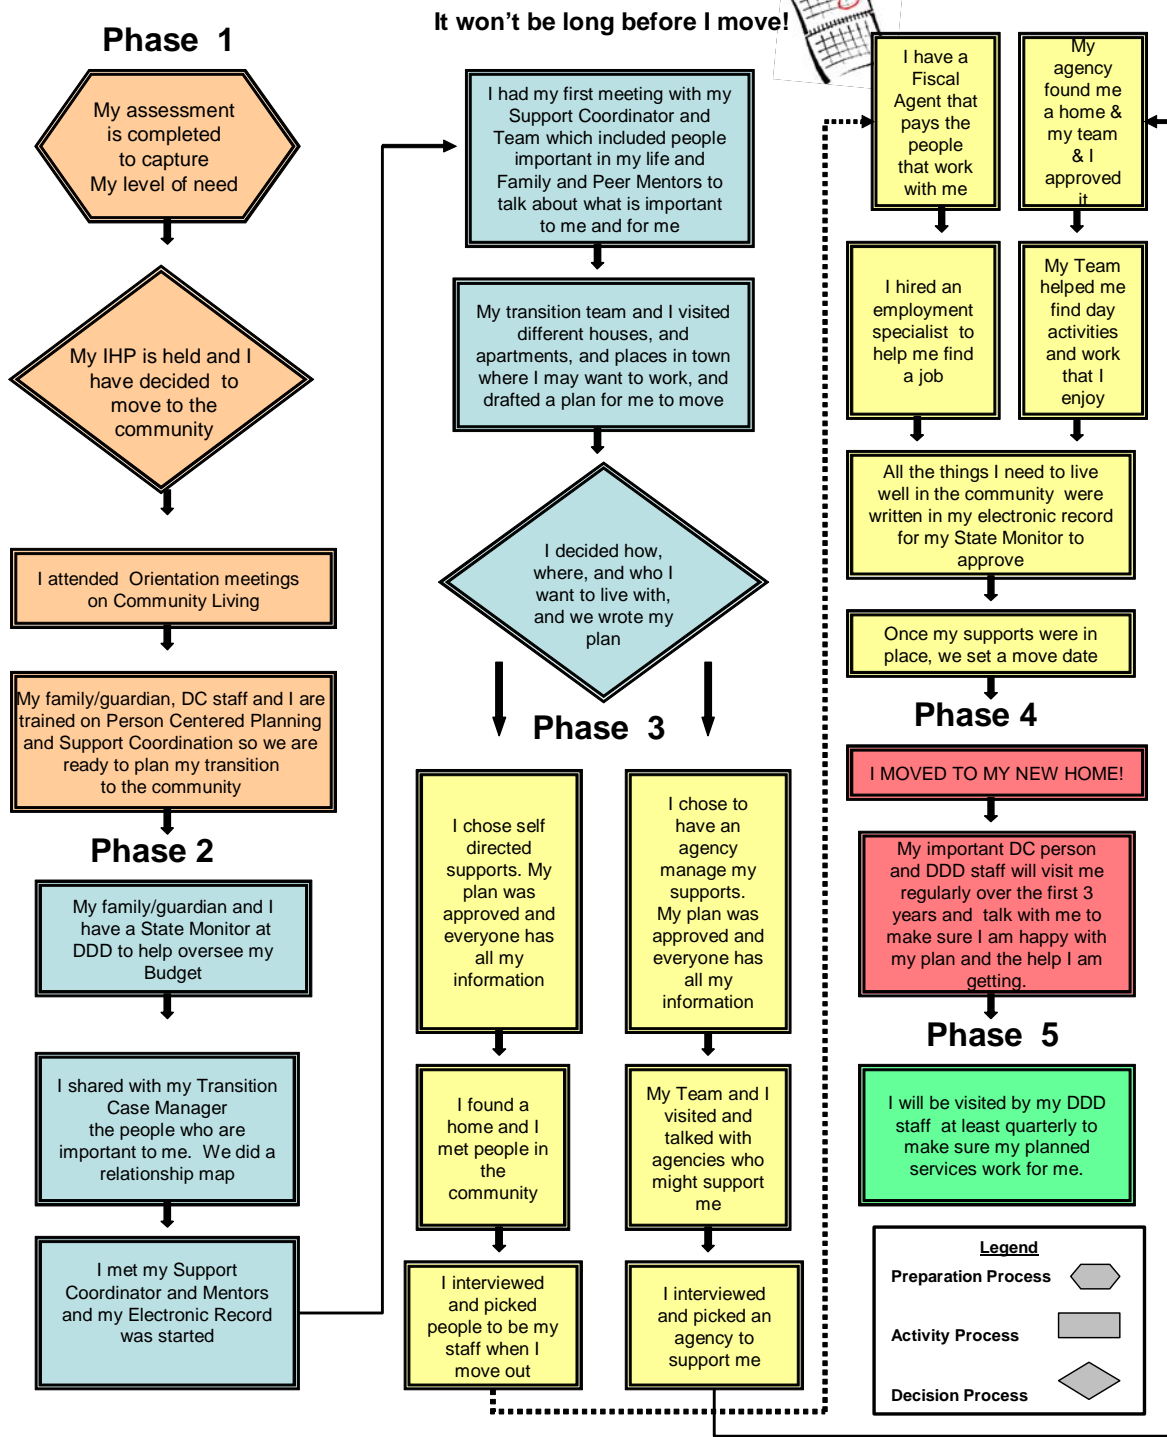 It won't be long before I move!
Phase 1
My assessment
is completed
to capture
My level of need
My IHP is held and I
have decided to
move to the
community
I attended Orientation meetings
on Community Living
My family/guardian, DC staff and I are
trained on Person Centered Planning
and Support Coordination so we are
ready to plan my transition
to the community
Phase 2
My family/guardian and I
have a State Monitor at
DDD to help oversee my
Budget
I shared with my Transition
Case Manager
the people who are
important to me. We did a
relationship map
I met my Support
Coordinator and Mentors
and my Electronic Record
was started
I had my first meeting with my
Support Coordinator and
Team which included people
important in my life and
Family and Peer Mentors to
talk about what is important
to me and for me
My transition team and I visited
different houses, and
apartments, and places in town
where I may want to work, and
drafted a plan for me to move
I decided how,
where, and who I
want to live with,
and we wrote my
plan
Phase 3
I chose self
directed
supports. My
plan was
approved and
everyone has
all my
information
I found a
home and I
met people in
the
community
I interviewed
and picked
people to be my
staff when I
move out
I chose to
have an
agency
manage my
supports.
My plan was
approved and
everyone has
all my
information
My Team and I
visited and
talked with
agencies who
might support
me
I interviewed
and picked an
agency to
support me
I have a
Fiscal
Agent that
pays the
people
that work
with me
I hired an
employment
specialist to
help me find
a job
My
agency
found me
a home &
my team
& I
approved
it
My Team
helped me
find day
activities
and work
that I
enjoy
All the things I need to live
well in the community were
written in my electronic record
for my State Monitor to
approve
Once my supports were in
place, we set a move date
Phase 4
I MOVED TO MY NEW HOME!
My important DC person
and DDD staff will visit me
regularly over the first 3
years and talk with me to
make sure I am happy with
my plan and the help I am
getting.
Phase 5
I will be visited by my DDD
staff at least quarterly to
make sure my planned
services work for me.
Legend
Preparation Process
Activity Process
Decision Process